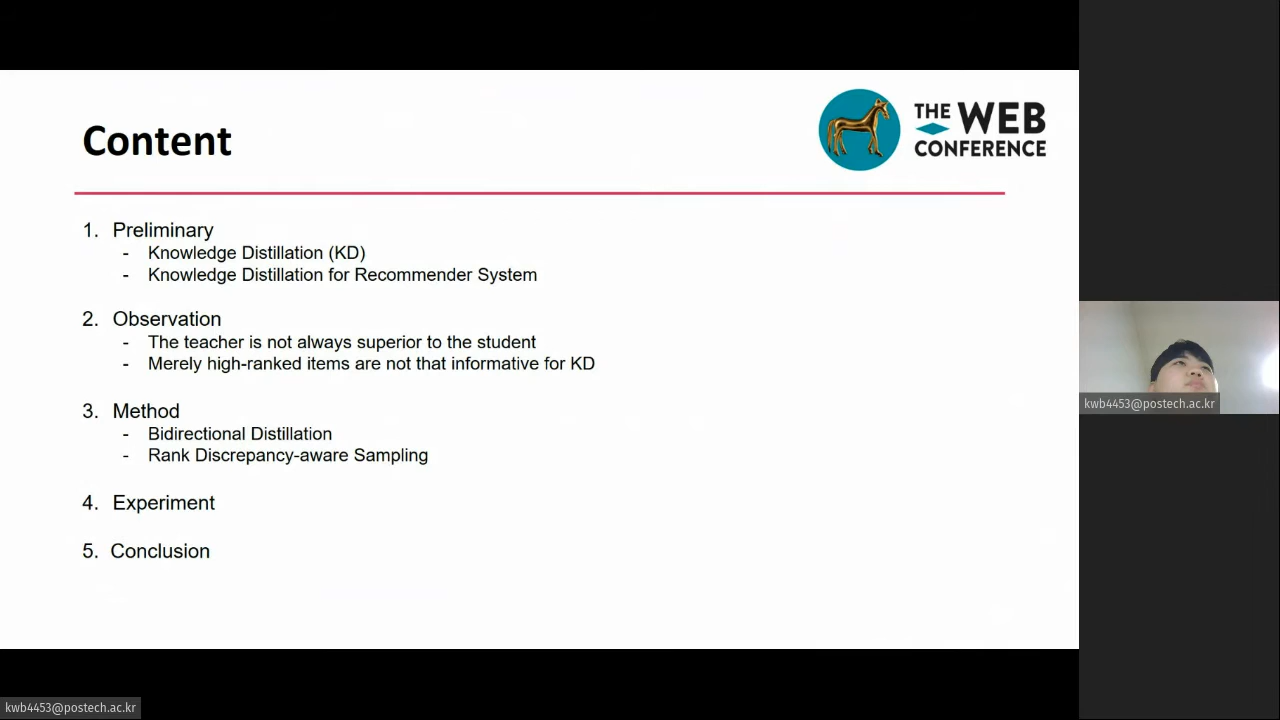 Content
THE WEB
CONFERENCE
1. Preliminary
- Knowledge Distillation (KD)
- Knowledge Distillation for Recommender System
2. Observation
- The teacher is not always superior to the student
- Merely high-ranked items are not that informative for KD
3. Method
- Bidirectional Distillation
- Rank Discrepancy-aware Sampling
4. Experiment
5. Conclusion
kwb4453@postech.ac.kr
kwb4453@postech.ac.kr